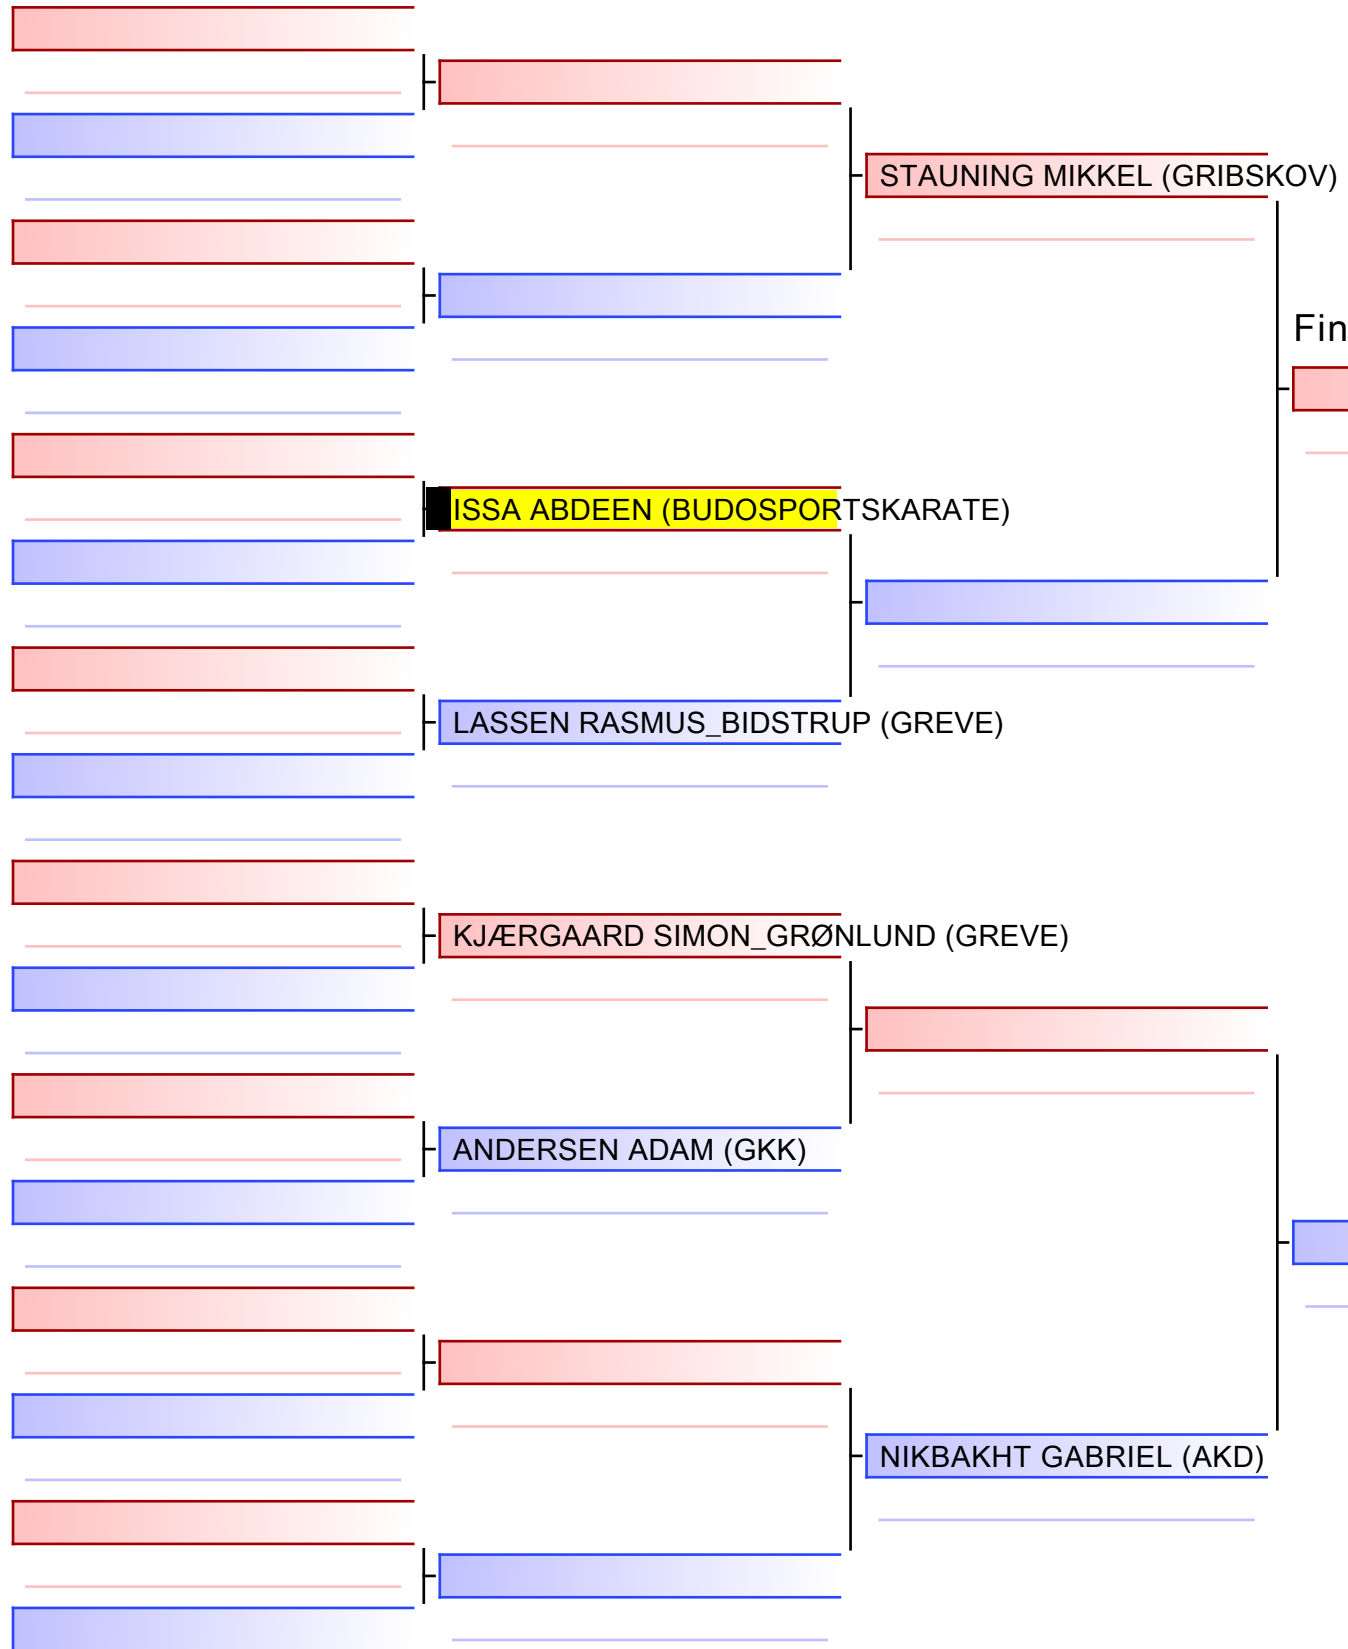 STAUNING MIKKEL (GRIBSKOV)
Fin
ISSA ABDEEN (BUDOSPORTSKARATE)
LASSEN RASMUS_BIDSTRUP (GREVE)
KJÆRGAARD SIMON_GRØNLUND (GREVE)
ANDERSEN ADAM (GKK)
NIKBAKHT GABRIEL (AKD)